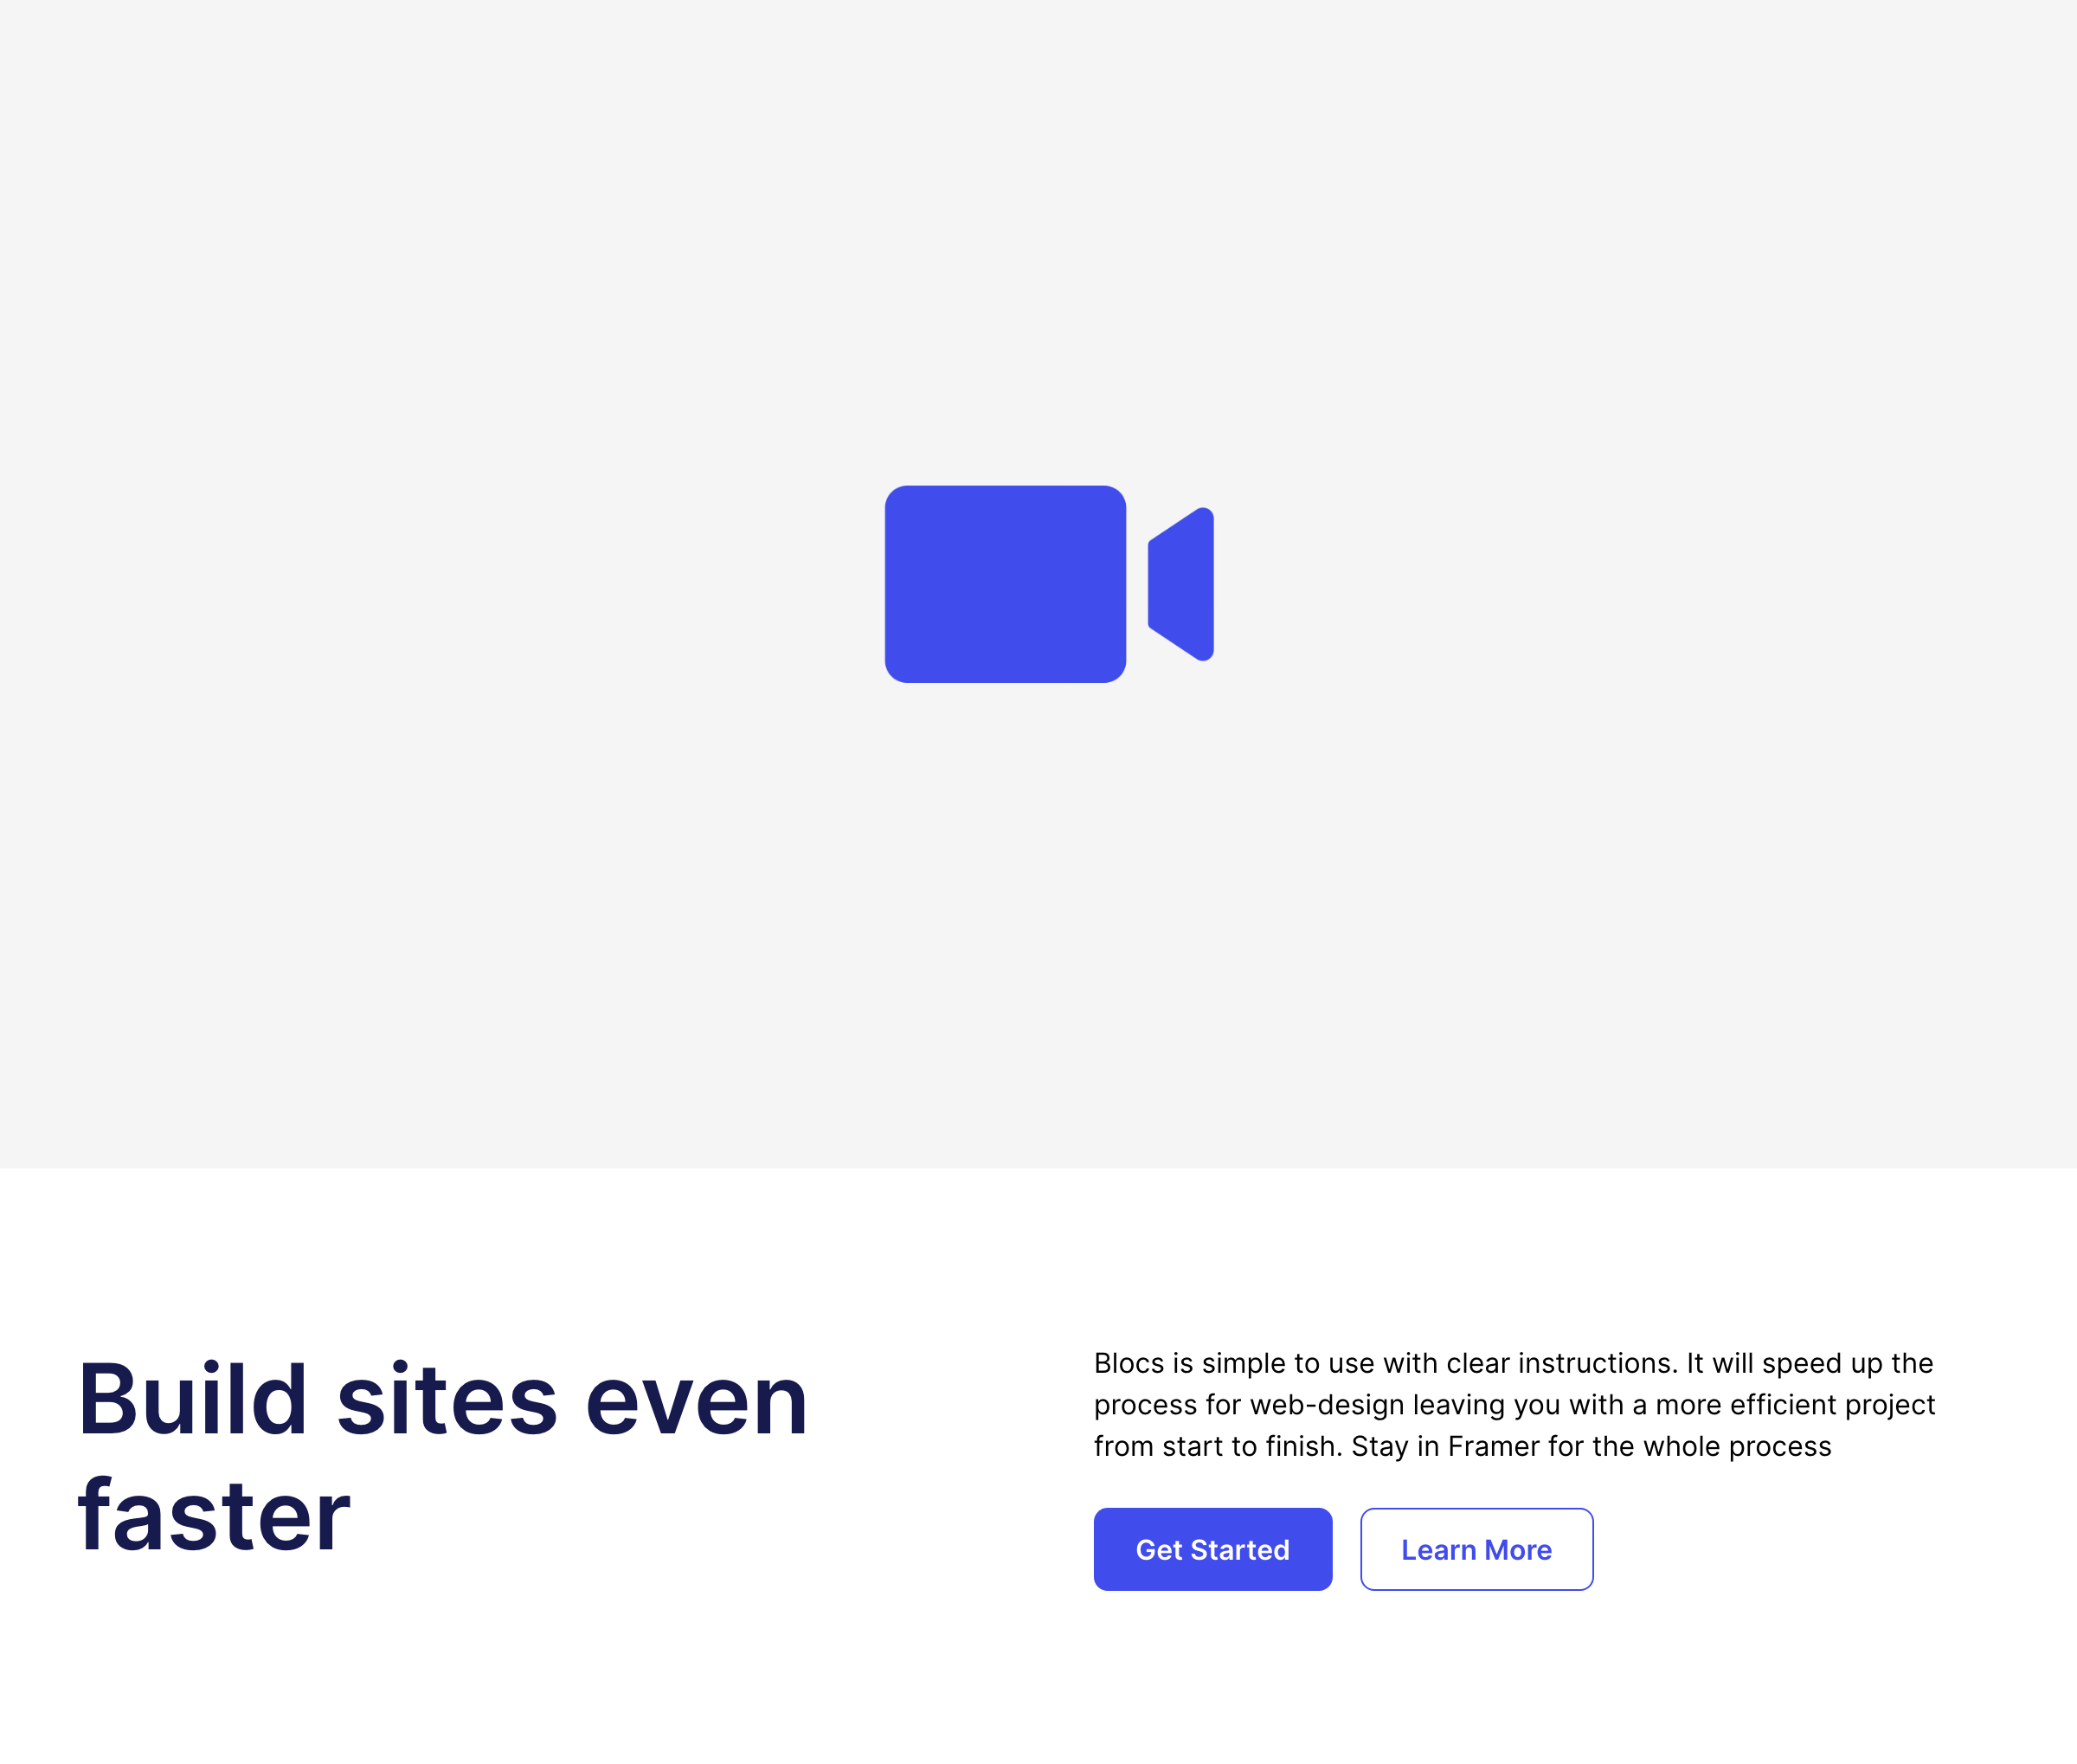 Build sites even
faster
Blocs is simple to use with clear instructions. It will speed up the
process for web-design leaving you with a more efficient project
from start to finish. Stay in Framer for the whole process
Get Started
Learn More